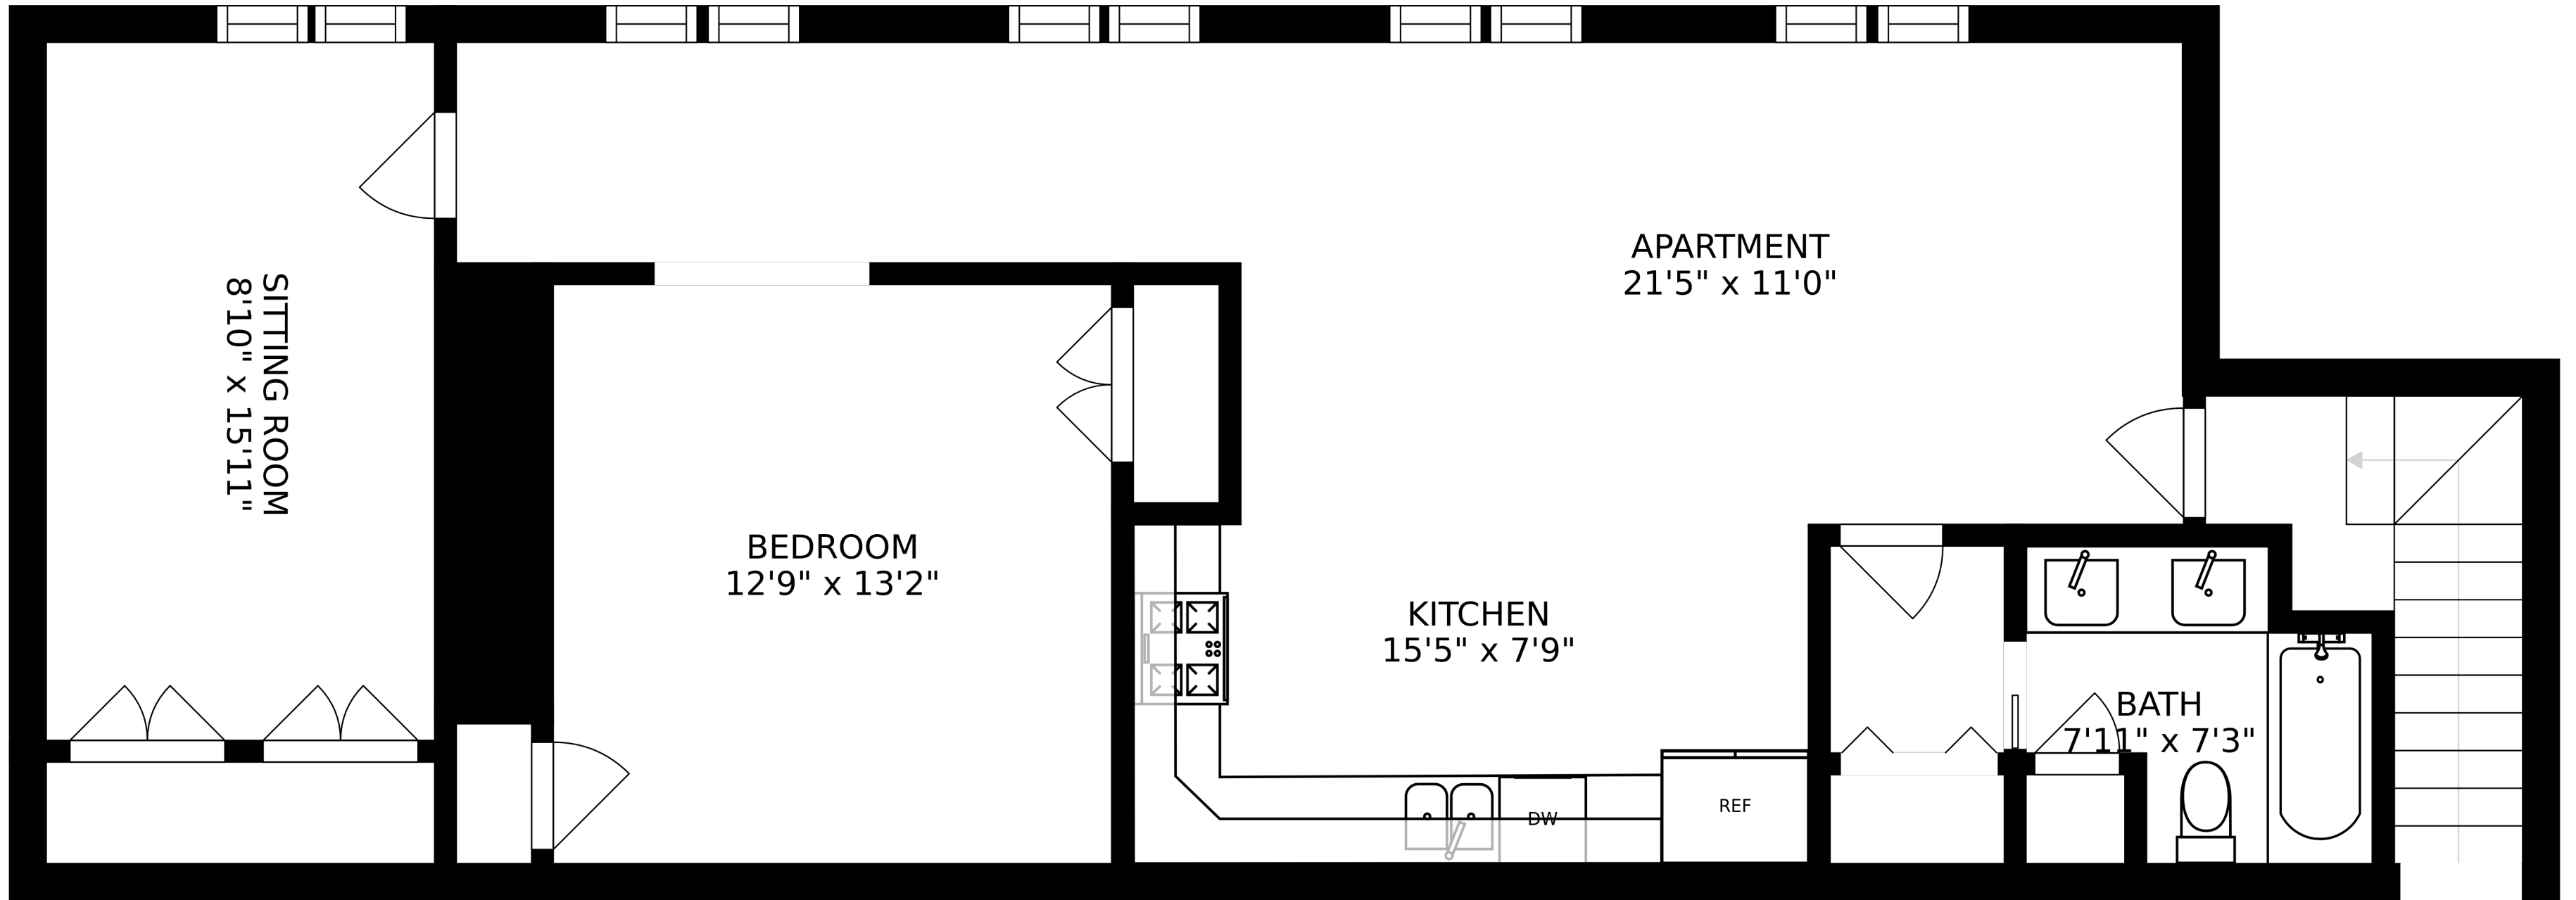 SITTING ROOM
8'10" x 15'11"
BEDROOM
12'9" x 13'2"
APARTMENT
21'5" x 11'0"
KITCHEN
15'5" x 7'9"
DW
REF
BATH
7'11" x 7'3"